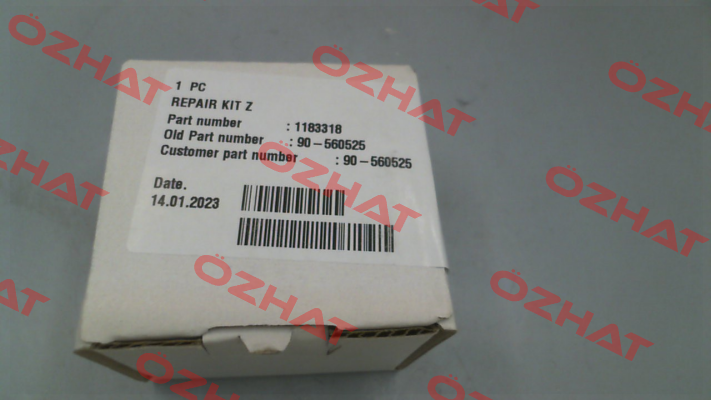 1 PC
REPAIR KIT Z
Part number : 1183318
Old Part number .: 90-560525
Customer part number : 90-560525
Date.
14.01.2023
ÖZHAT
ÖZHAT
ÖZHAT
ÖZHAT
ÖZHAT
ÖZHAT
ÖZHAT
ÖZHAT